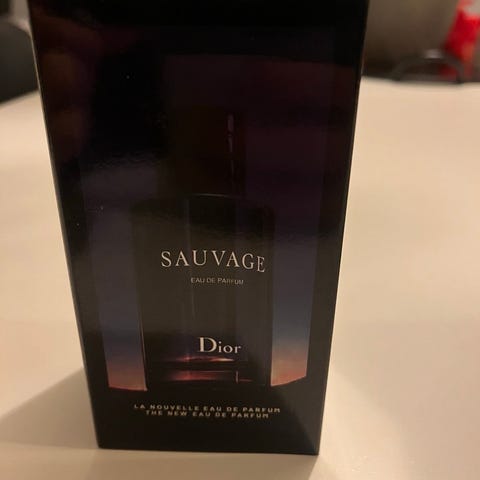 SAUVAGE
EAU DE PARFUM
Dior
LA NOUVELLE EAU DE PARFUM
THE NEW EAU DE PARFUM